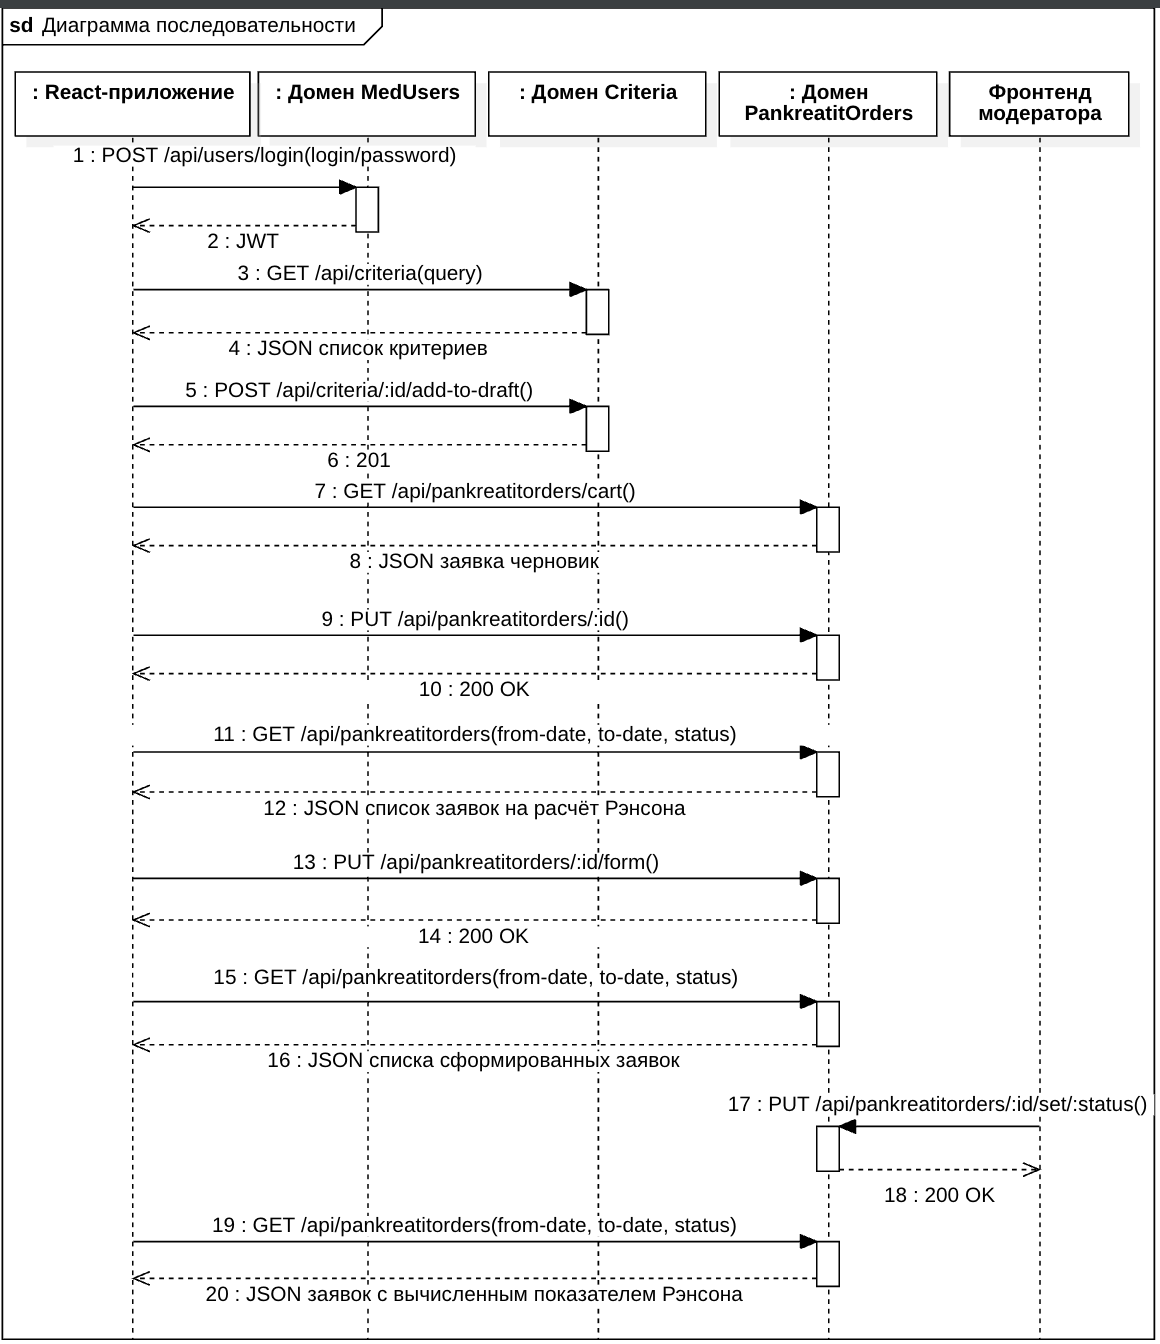 sd Диаграмма последовательности
: React-приложение
: Домен MedUsers
: Домен Criteria
: Домен
PankreatitOrders
Фронтенд
модератора
1 : POST /api/users/login(login/password)
2 : JWT
3 : GET /api/criteria(query)
4 : JSON список критериев
5 : POST /api/criteria/:id/add-to-draft()
6 : 201
7 : GET /api/pankreatitorders/cart()
8 : JSON заявка черновик
9 : PUT /api/pankreatitorders/:id()
10 : 200 OK
11 : GET /api/pankreatitorders(from-date, to-date, status)
12 : JSON список заявок на расчёт Рэнсона
13 : PUT /api/pankreatitorders/:id/form()
14 : 200 OK
15 : GET /api/pankreatitorders(from-date, to-date, status)
16 : JSON списка сформированных заявок
17 : PUT /api/pankreatitorders/:id/set/:status()
18 : 200 OK
19 : GET /api/pankreatitorders(from-date, to-date, status)
20 : JSON заявок с вычисленным показателем Рэнсона